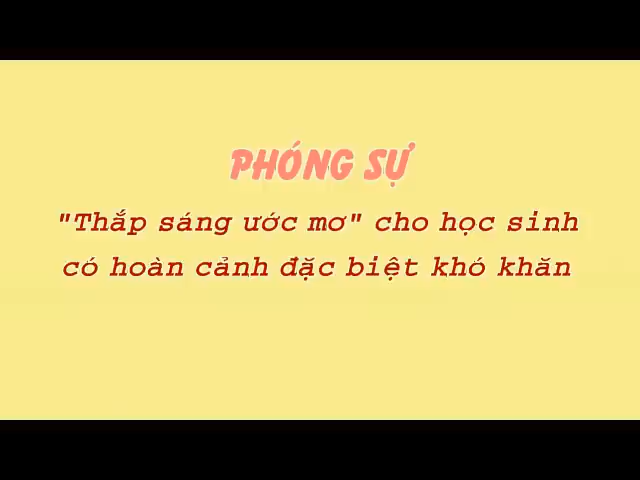 PHÓNG SỰ
"Thắp sáng ước mơ" cho học sinh
có hoàn cảnh đặc biệt khó khăn